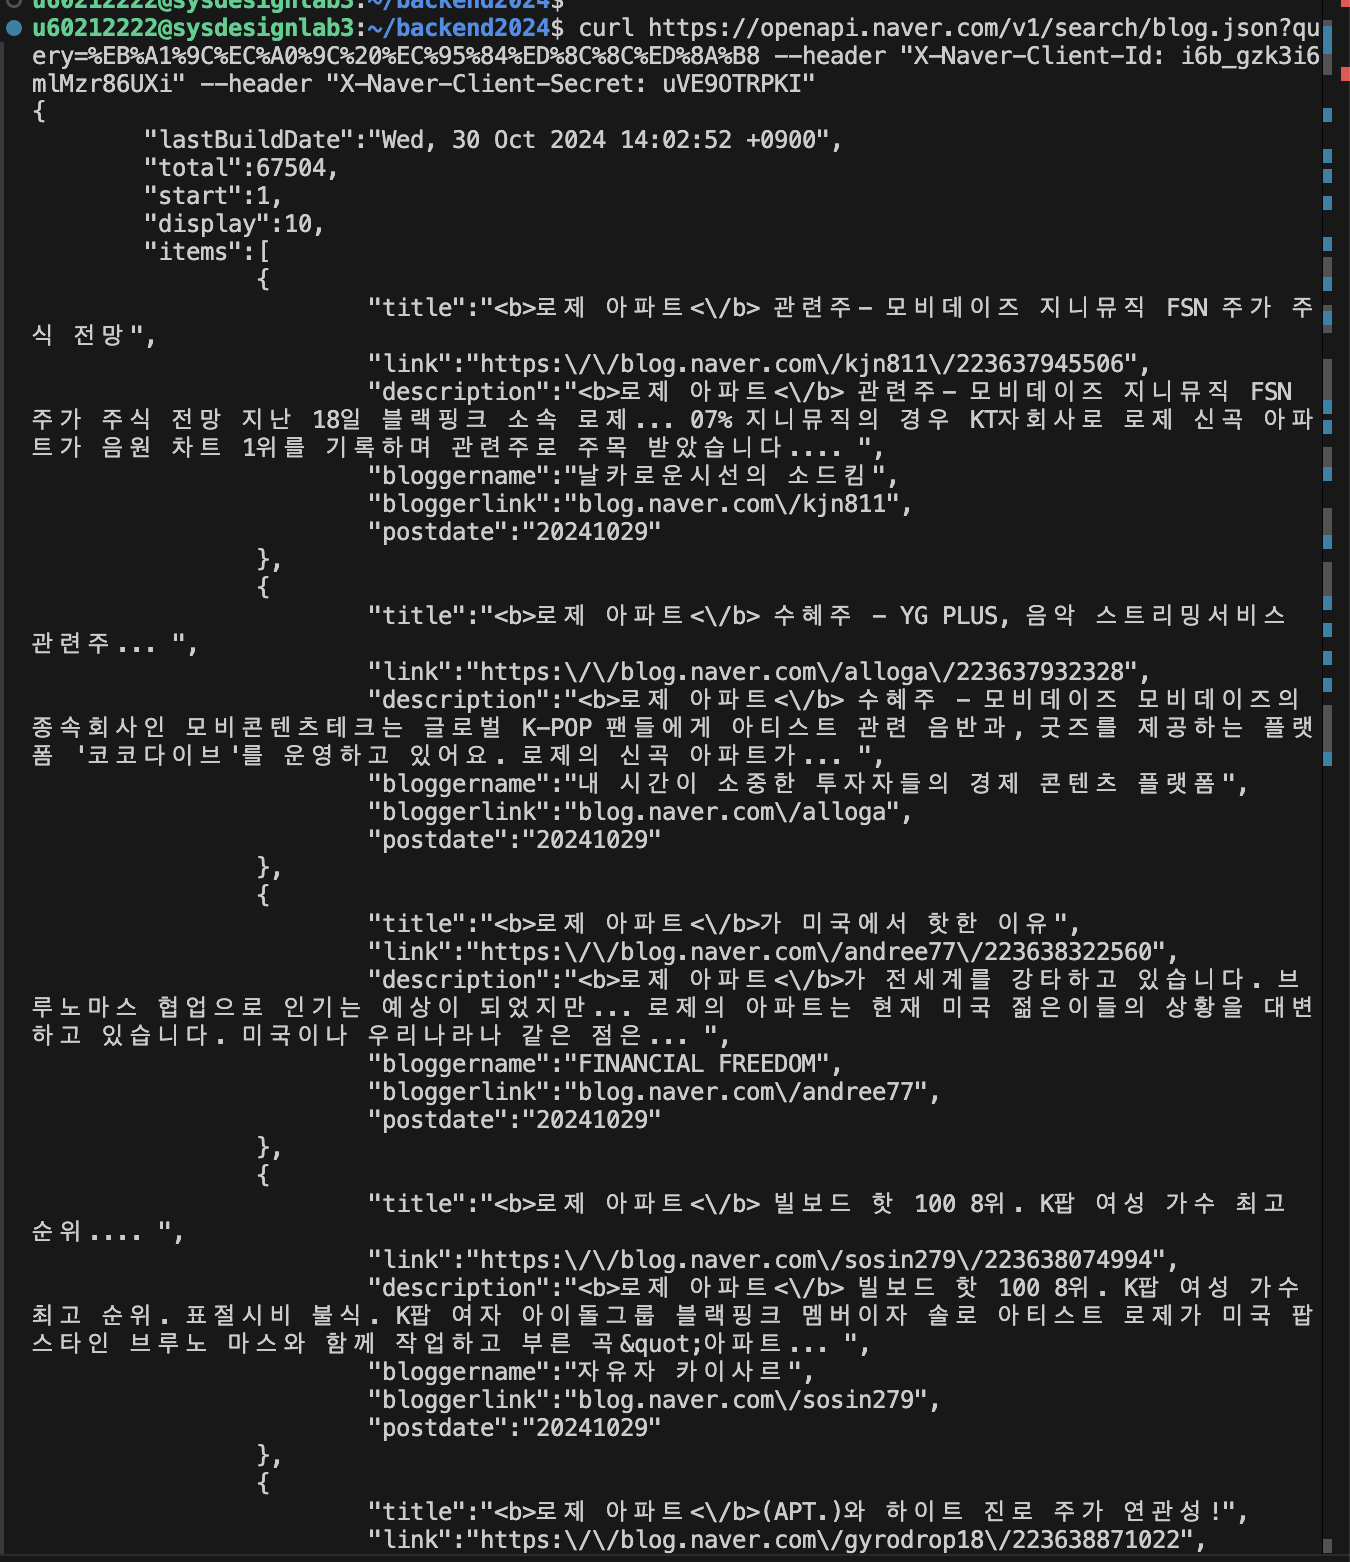 u60212222@sysdesignlab3:~/backend2024$
u60212222@sysdesignlab3:~/backend2024$ curl https://openapi.naver.com/v1/search/blog.json?qu
ery=%EB%A1%9C%EC%A0%9C%20%EC%95%84%ED%8C%8C%ED%8A%B8 --header "X-Naver-Client-Id: i6b_gzk3i6
mlMzr86UXi" --header "X-Naver-Client-Secret: uVE9OTRPKI"
{
"lastBuildDate":"Wed, 30 Oct 2024 14:02:52 +0900",
"total":67504,
"start":1,
"display":10,
"items":[
{
"title":"<b>로제 아파트<\/b> 관련주- 모비데이즈 지니뮤직 FSN 주가 주
식 전망",
"link":"https:\/\/blog.naver.com\/kjn811\/223637945506",
"description":"<b>로제 아파트<\/b> 관련주- 모비데이즈 지니뮤직 FSN
주가 주식 전망 지난 18일 블랙핑크 소속 로제... 07% 지니뮤직의 경우 KT자회사로 로제 신곡 아파
트가 음원 차트 1위를 기록하며 관련주로 주목 받았습니다.... ",
"bloggername":"날카로운시선의 소드킴",
"bloggerlink":"blog.naver.com\/kjn811",
"postdate":"20241029"
},
{
"title":"<b>로제 아파트<\/b> 수혜주 - YG PLUS, 음악 스트리밍서비스
관련주... ",
"link":"https:\/\/blog.naver.com\/alloga\/223637932328",
"description":"<b>로제 아파트<\/b> 수혜주 - 모비데이즈 모비데이즈의
종속회사인 모비콘텐츠테크는 글로벌 K-POP 팬들에게 아티스트 관련 음반과, 굿즈를 제공하는 플랫
폼 '코코다이브'를 운영하고 있어요. 로제의 신곡 아파트가... ",
"bloggername":"내 시간이 소중한 투자자들의 경제 콘텐츠 플랫폼",
"bloggerlink":"blog.naver.com\/alloga",
"postdate":"20241029"
},
{
"title":"<b>로제 아파트<\/b>가 미국에서 핫한 이유",
"link":"https:\/\/blog.naver.com\/andree77\/223638322560",
"description":"<b>로제 아파트<\/b>가 전세계를 강타하고 있습니다. 브
루노마스 협업으로 인기는 예상이 되었지만... 로제의 아파트는 현재 미국 젊은이들의 상황을 대변
하고 있습니다. 미국이나 우리나라나 같은 점은... ",
"bloggername":"FINANCIAL FREEDOM",
"bloggerlink":"blog.naver.com\/andree77",
"postdate":"20241029"
},
{
"title":"<b>로제 아파트<\/b> 빌보드 핫 100 8위. K팝 여성 가수 최고
순위.... ",
"link":"https:\/\/blog.naver.com\/sosin279\/223638074994",
"description":"<b>로제 아파트<\/b> 빌보드 핫 100 8위. K팝 여성 가수
최고 순위. 표절시비 불식. K팝 여자 아이돌그룹 블랙핑크 멤버이자 솔로 아티스트 로제가 미국 팝
스타인 브루노 마스와 함께 작업하고 부른 곡&quot;아파트... ",
"bloggername":"자유자 카이사르",
"bloggerlink":"blog.naver.com\/sosin279",
"postdate":"20241029"
},
{
"title":"<b>로제 아파트<\/b>(APT.)와 하이트 진로 주가 연관성!",
"link":"https:\/\/blog.naver.com\/gyrodrop18\/223638871022",